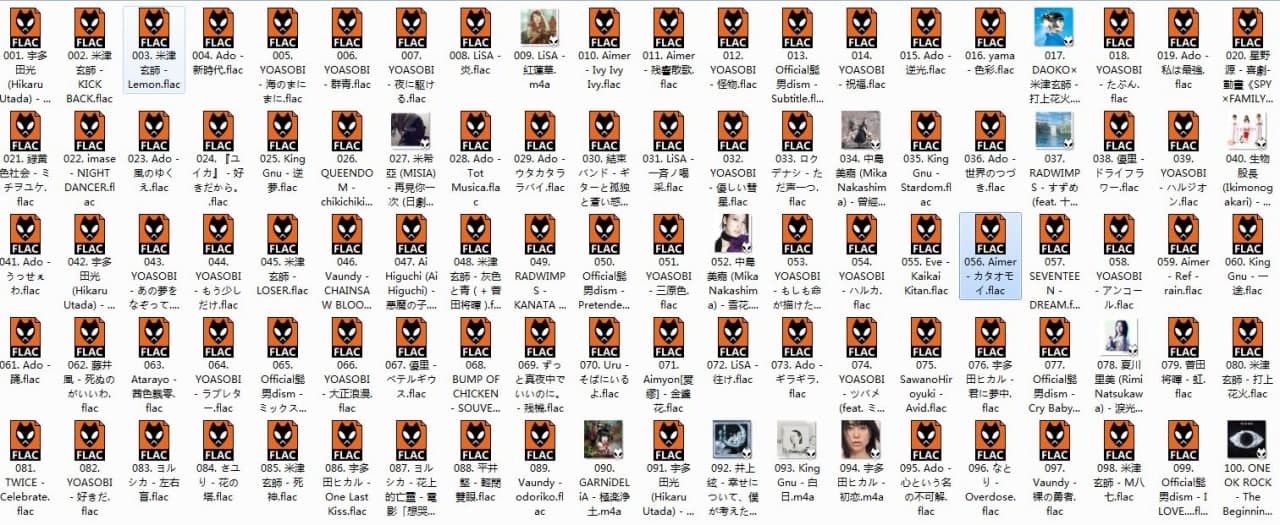 FLAC
001. 宇多田光 (Hikaru Utada) - ...
FLAC
002. 米津玄師 - KICK BACK.flac
FLAC
003. 米津玄師 - Lemon.flac
FLAC
004. Ado - 新時代.flac
FLAC
005. YOASOBI - 海のまにまに.flac
FLAC
006. YOASOBI - 群青.flac
FLAC
007. YOASOBI - 夜に駆ける.flac
FLAC
008. LiSA - 炎.flac
009. LiSA - 紅蓮華.m4a
FLAC
010. Aimer - Ivy Ivy Ivy.flac
FLAC
011. Aimer - 残響散歌.flac
FLAC
012. YOASOBI - 怪物.flac
FLAC
013. Official髭男dism - Subtitle.fl...
FLAC
014. YOASOBI - 祝福.flac
FLAC
015. Ado - 逆光.flac
FLAC
016. yama - 色彩.flac
017. DAOKO×米津玄師 - 打上花火....
FLAC
018. YOASOBI - たぶん.flac
FLAC
019. Ado - 私は最強.flac
FLAC
020. 星野源 - 喜劇-動畫《SPY×FAMILY...
FLAC
021. 緑黄色社会 - ミチヲユケ.flac
FLAC
022. imase - NIGHT DANCER.flac
FLAC
023. Ado - 風のゆくえ.flac
FLAC
024. 『ユイカ』 - 好きだから。.flac
FLAC
025. King Gnu - 逆夢.flac
FLAC
026. QUEENDOM - chikichiki...
027. 米希亞 (MISIA) - 再見你一次 (日劇...
FLAC
028. Ado - Tot Musica.flac
FLAC
029. Ado - ウタカタララバイ.flac
FLAC
030. 結束バンド - ギターと孤独と蒼い惑...
FLAC
031. LiSA - 一斉ノ喝采.flac
FLAC
032. YOASOBI - 優しい彗星.flac
FLAC
033. ロクデナシ - ただ声一つ.flac
034. 中島美嘉 (Mika Nakashima) - 曾經...
FLAC
035. King Gnu - Stardom.flac
FLAC
036. Ado - 世界のつづき.flac
037. RADWIMPS - すずめ (feat. 十...
FLAC
038. 優里 - ドライフラワー.flac
FLAC
039. YOASOBI - ハルジオン.flac
040. 生物股長 (Ikimonogakari) - ...
FLAC
041. Ado - うっせぇわ.flac
FLAC
042. 宇多田光 (Hikaru Utada) - ...
FLAC
043. YOASOBI - あの夢をなぞって....
FLAC
044. YOASOBI - もう少しだけ.flac
FLAC
045. 米津玄師 - LOSER.flac
FLAC
046. Vaundy - CHAINSAW BLOO...
FLAC
047. Ai Higuchi (Ai Higuchi) - 悪魔の子....
FLAC
048. 米津玄師 - 灰色と青 ( + 菅田将暉 ).f...
FLAC
049. RADWIMPS - KANATA ...
FLAC
050. Official髭男dism - Pretende...
FLAC
051. YOASOBI - 三原色.flac
052. 中島美嘉 (Mika Nakashima) - 雪花....
FLAC
053. YOASOBI - もしも命が描けた...
FLAC
054. YOASOBI - ハルカ.flac
FLAC
055. Eve - Kaikai Kitan.flac
FLAC
056. Aimer - カタオモイ.flac
FLAC
057. SEVENTEEN - DREAM.f...
FLAC
058. YOASOBI - アンコール.flac
FLAC
059. Aimer - Ref - rain.flac
FLAC
060. King Gnu - 一途.flac
FLAC
061. Ado - 踊.flac
FLAC
062. 藤井風 - 死ぬのがいいわ.flac
FLAC
063. Atarayo - 茜色飄零.flac
FLAC
064. YOASOBI - ラブレター.flac
FLAC
065. Official髭男dism - ミックス...
FLAC
066. YOASOBI - 大正浪漫.flac
FLAC
067. 優里 - ベテルギウス.flac
FLAC
068. BUMP OF CHICKEN - SOUVE...
FLAC
069. ずっと真夜中でいいのに。 - 残機.flac
FLAC
070. Uru - それを愛と呼ぶなら
FLAC
071. Aimyon[愛繆] - 金盞花.flac
FLAC
072. LiSA - 往け.flac
FLAC
073. Ado - ギラギラ.flac
FLAC
074. YOASOBI - ツバメ (feat. ミ...
FLAC
075. SawanoHiroyuki - Avid.flac
FLAC
076. 宇多田ヒカル - 君に夢中.flac
FLAC
077. Official髭男dism - Cry Baby....
078. 夏川里美 (Rimi Natsukawa) - 淚光...
FLAC
079. 菅田将暉 - 虹.flac
FLAC
080. 米津玄師 - 打上花火.flac
FLAC
081. TWICE - Celebrate.flac
FLAC
082. YOASOBI - 好きだ.flac
FLAC
083. ヨルシカ - 左右盲.flac
FLAC
084. さユり - 花の塔.flac
FLAC
085. 米津玄師 - 死神.flac
FLAC
086. 宇多田ヒカル - One Last Kiss.flac
FLAC
087. ヨルシカ - 花上的亡靈 - 電影「想哭...
FLAC
088. 平井堅 - 輕閉雙眼.flac
FLAC
089. Vaundy - odoriko.flac
090. GARNiDELiA - 極楽浄土.m4a
FLAC
091. 宇多田光 (Hikaru Utada) - ...
092. 井上紘 - 幸せについて、僕が考えた...
093. King Gnu - 白日.m4a
094. 宇多田ヒカル - 初恋.m4a
FLAC
095. Ado - 心という名の不可解.flac
FLAC
096. なとり - Overdose.flac
FLAC
097. Vaundy - 裸の勇者.flac
FLAC
098. 米津玄師 - M八七.flac
FLAC
099. Official髭男dism - I LOVE....fl...
100. ONE OK ROCK - The Beginnin...